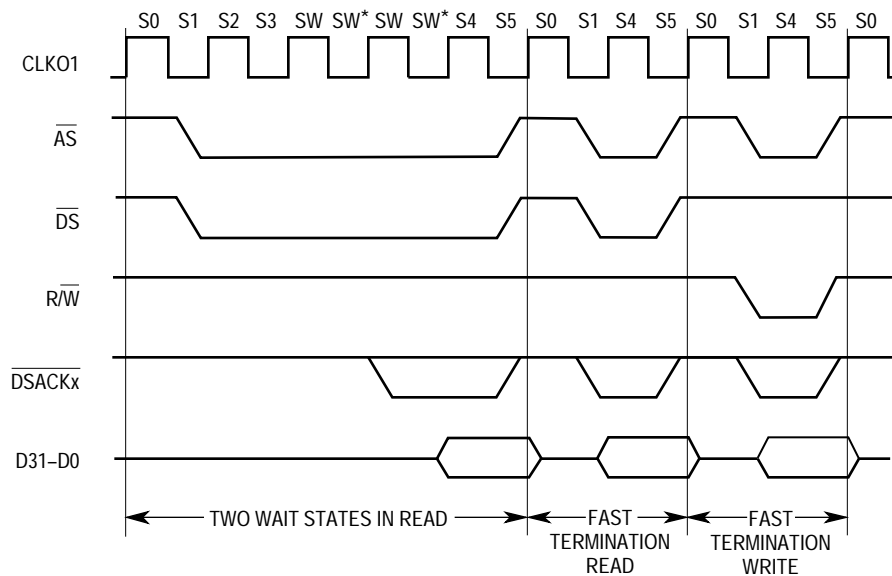 S0 S1 S2 S3 SW SW* SW SW* S4 S5 S0 S1 S4 S5 S0 S1 S4 S5 S0
CLKO1
AS
DS
R/W
DSACKx
D31–D0
TWO WAIT STATES IN READ
FAST
TERMINATION
READ
FAST
TERMINATION
WRITE